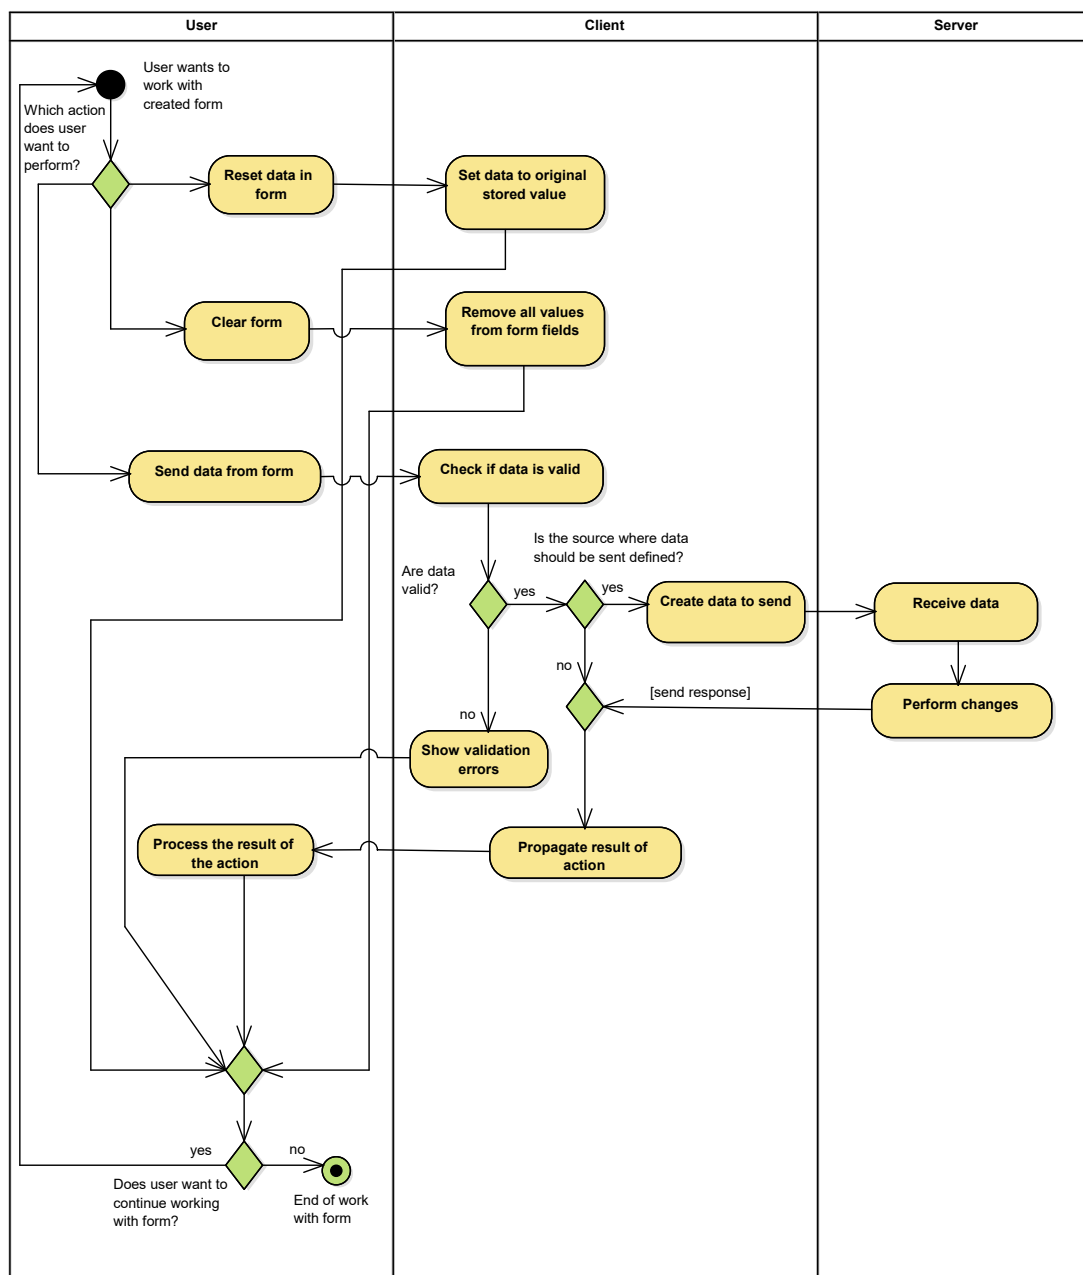 User
Client
Server
User wants to
work with
created form
Which action
does user
want to
perform?
Reset data in
form
Set data to original
stored value
Clear form
Remove all values
from form fields
Send data from form
Check if data is valid
Is the source where data
should be sent defined?
Are data
valid?
yes
yes
Create data to send
Receive data
no
[send response]
Perform changes
no
Show validation
errors
Process the result of
the action
Propagate result of
action
yes
no
Does user want to
continue working
with form?
End of work
with form